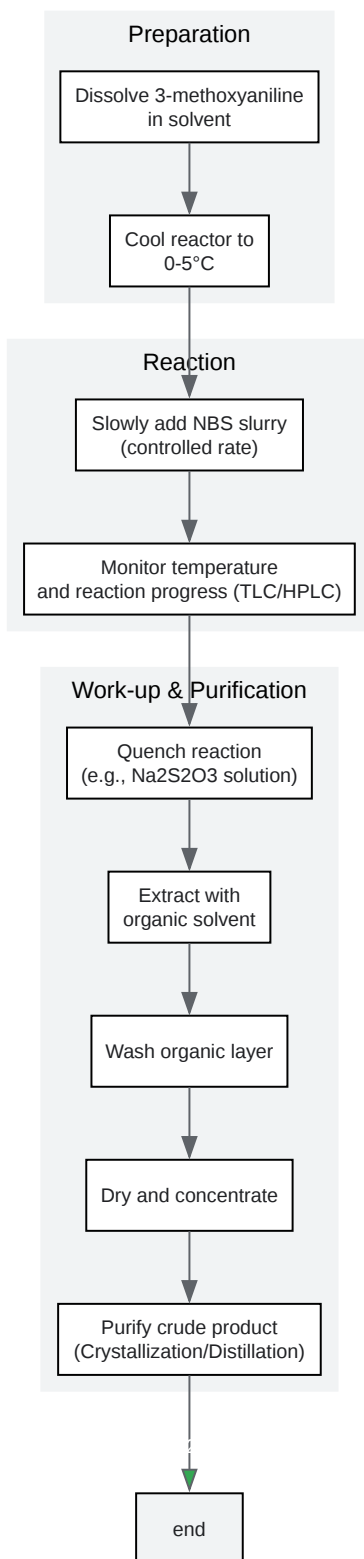 Preparation
Dissolve 3-methoxyaniline
in solvent
Cool reactor to
0-5°C
Reaction
Slowly add NBS slurry
(controlled rate)
Monitor temperature
and reaction progress (TLC/HPLC)
Work-up & Purification
Quench reaction
(e.g., Na2S2O3 solution)
Extract with
organic solvent
Wash organic layer
Dry and concentrate
Purify crude product
(Crystallization/Distillation)
end